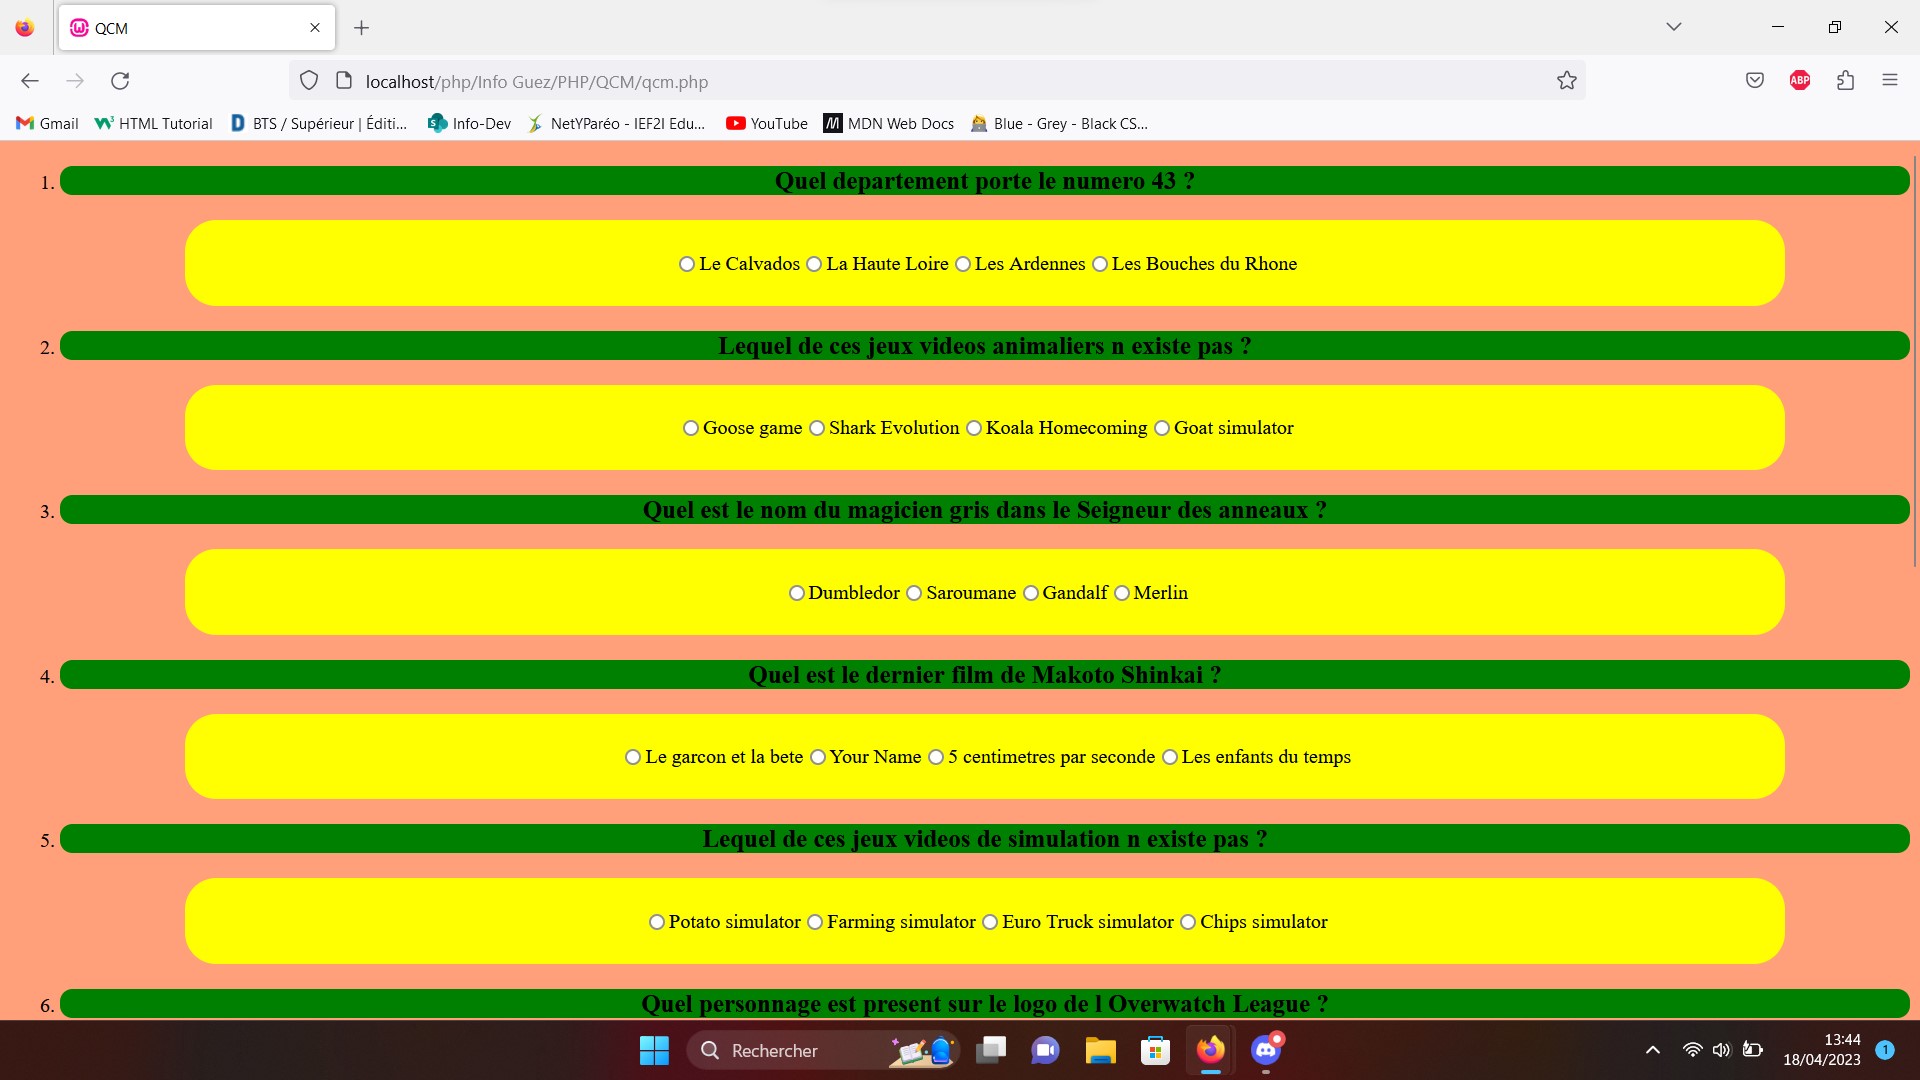 QCM
localhost/php/Info Guez/PHP/QCM/qcm.php
ABP
Gmail HTML Tutorial BTS / Supérieur | Éditi... Info-Dev NetYParéo - IEF2I Edu... YouTube MDN Web Docs Blue - Grey - Black CS...
1. Quel departement porte le numero 43 ?
Le Calvados La Haute Loire Les Ardennes Les Bouches du Rhone
2. Lequel de ces jeux videos animaliers n existe pas ?
Goose game Shark Evolution Koala Homecoming Goat simulator
3. Quel est le nom du magicien gris dans le Seigneur des anneaux ?
Dumbledor Saroumane Gandalf Merlin
4. Quel est le dernier film de Makoto Shinkai ?
Le garcon et la bete Your Name 5 centimetres par seconde Les enfants du temps
5. Lequel de ces jeux videos de simulation n existe pas ?
Potato simulator Farming simulator Euro Truck simulator Chips simulator
6. Quel personnage est present sur le logo de l Overwatch League ?
Rechercher
13:44
18/04/2023
1